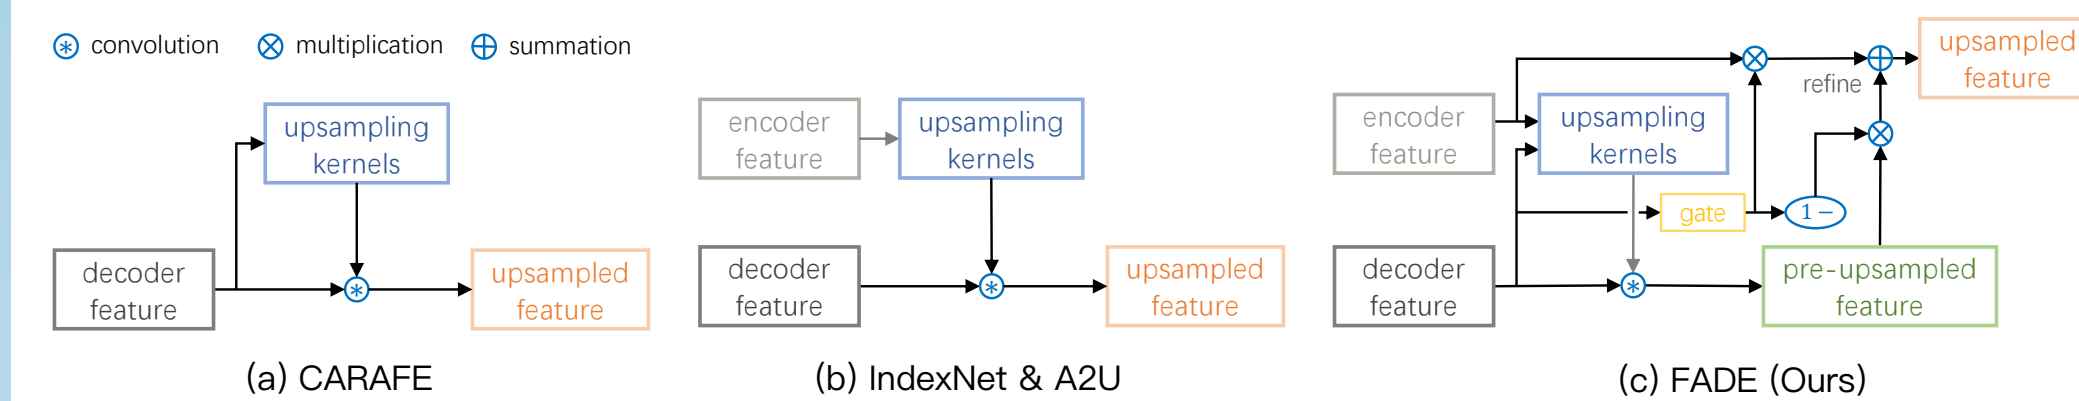 convolution
multiplication
summation
upsampling
kernels
decoder
feature
upsampled
feature
(a) CARAFE
encoder
feature
upsampling
kernels
decoder
feature
upsampled
feature
(b) IndexNet & A2U
encoder
feature
upsampling
kernels
gate
1 −
refine
upsampled
feature
decoder
feature
pre-upsampled
feature
(c) FADE (Ours)